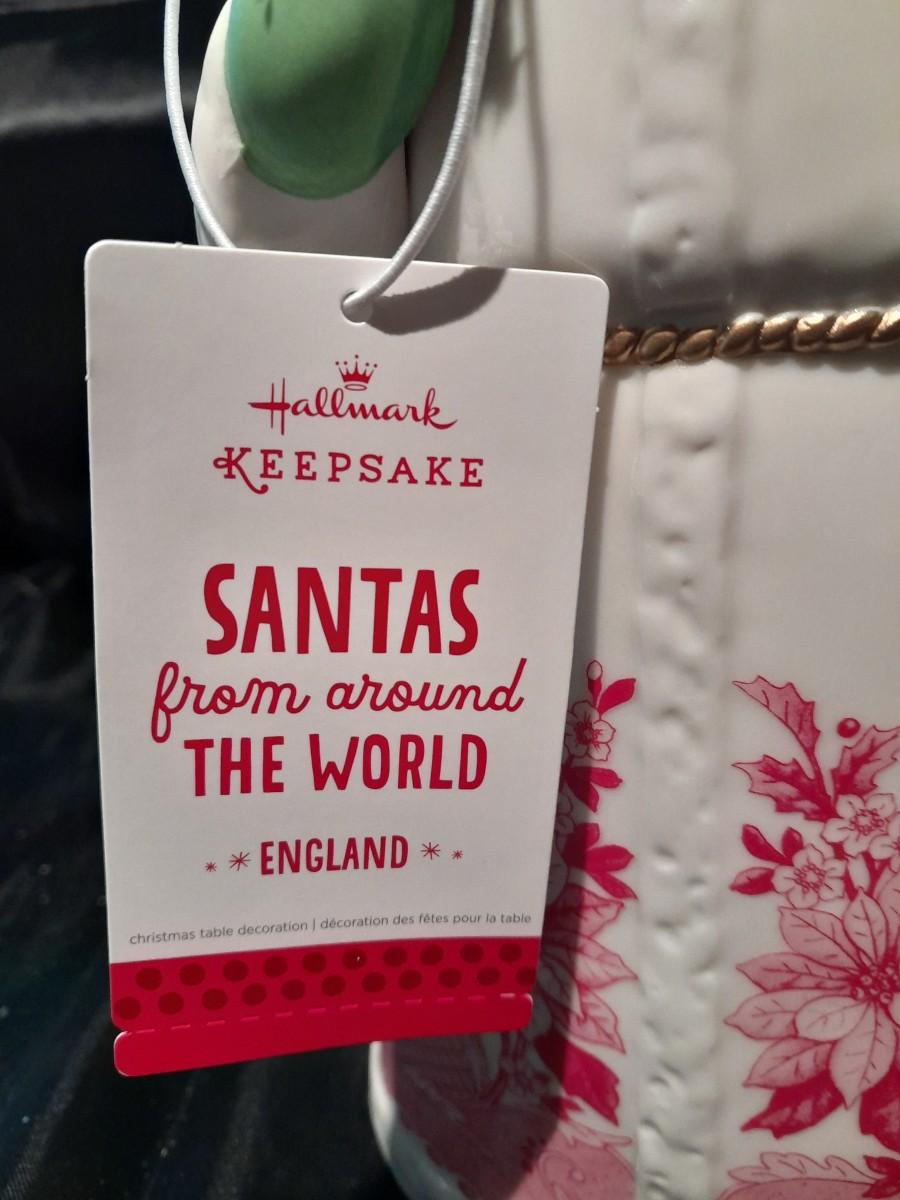 Hallmark
KEEPSAKE
SANTAS
from around
THE WORLD
ENGLAND
christmas table decoration | décoration des fêtes pour la table